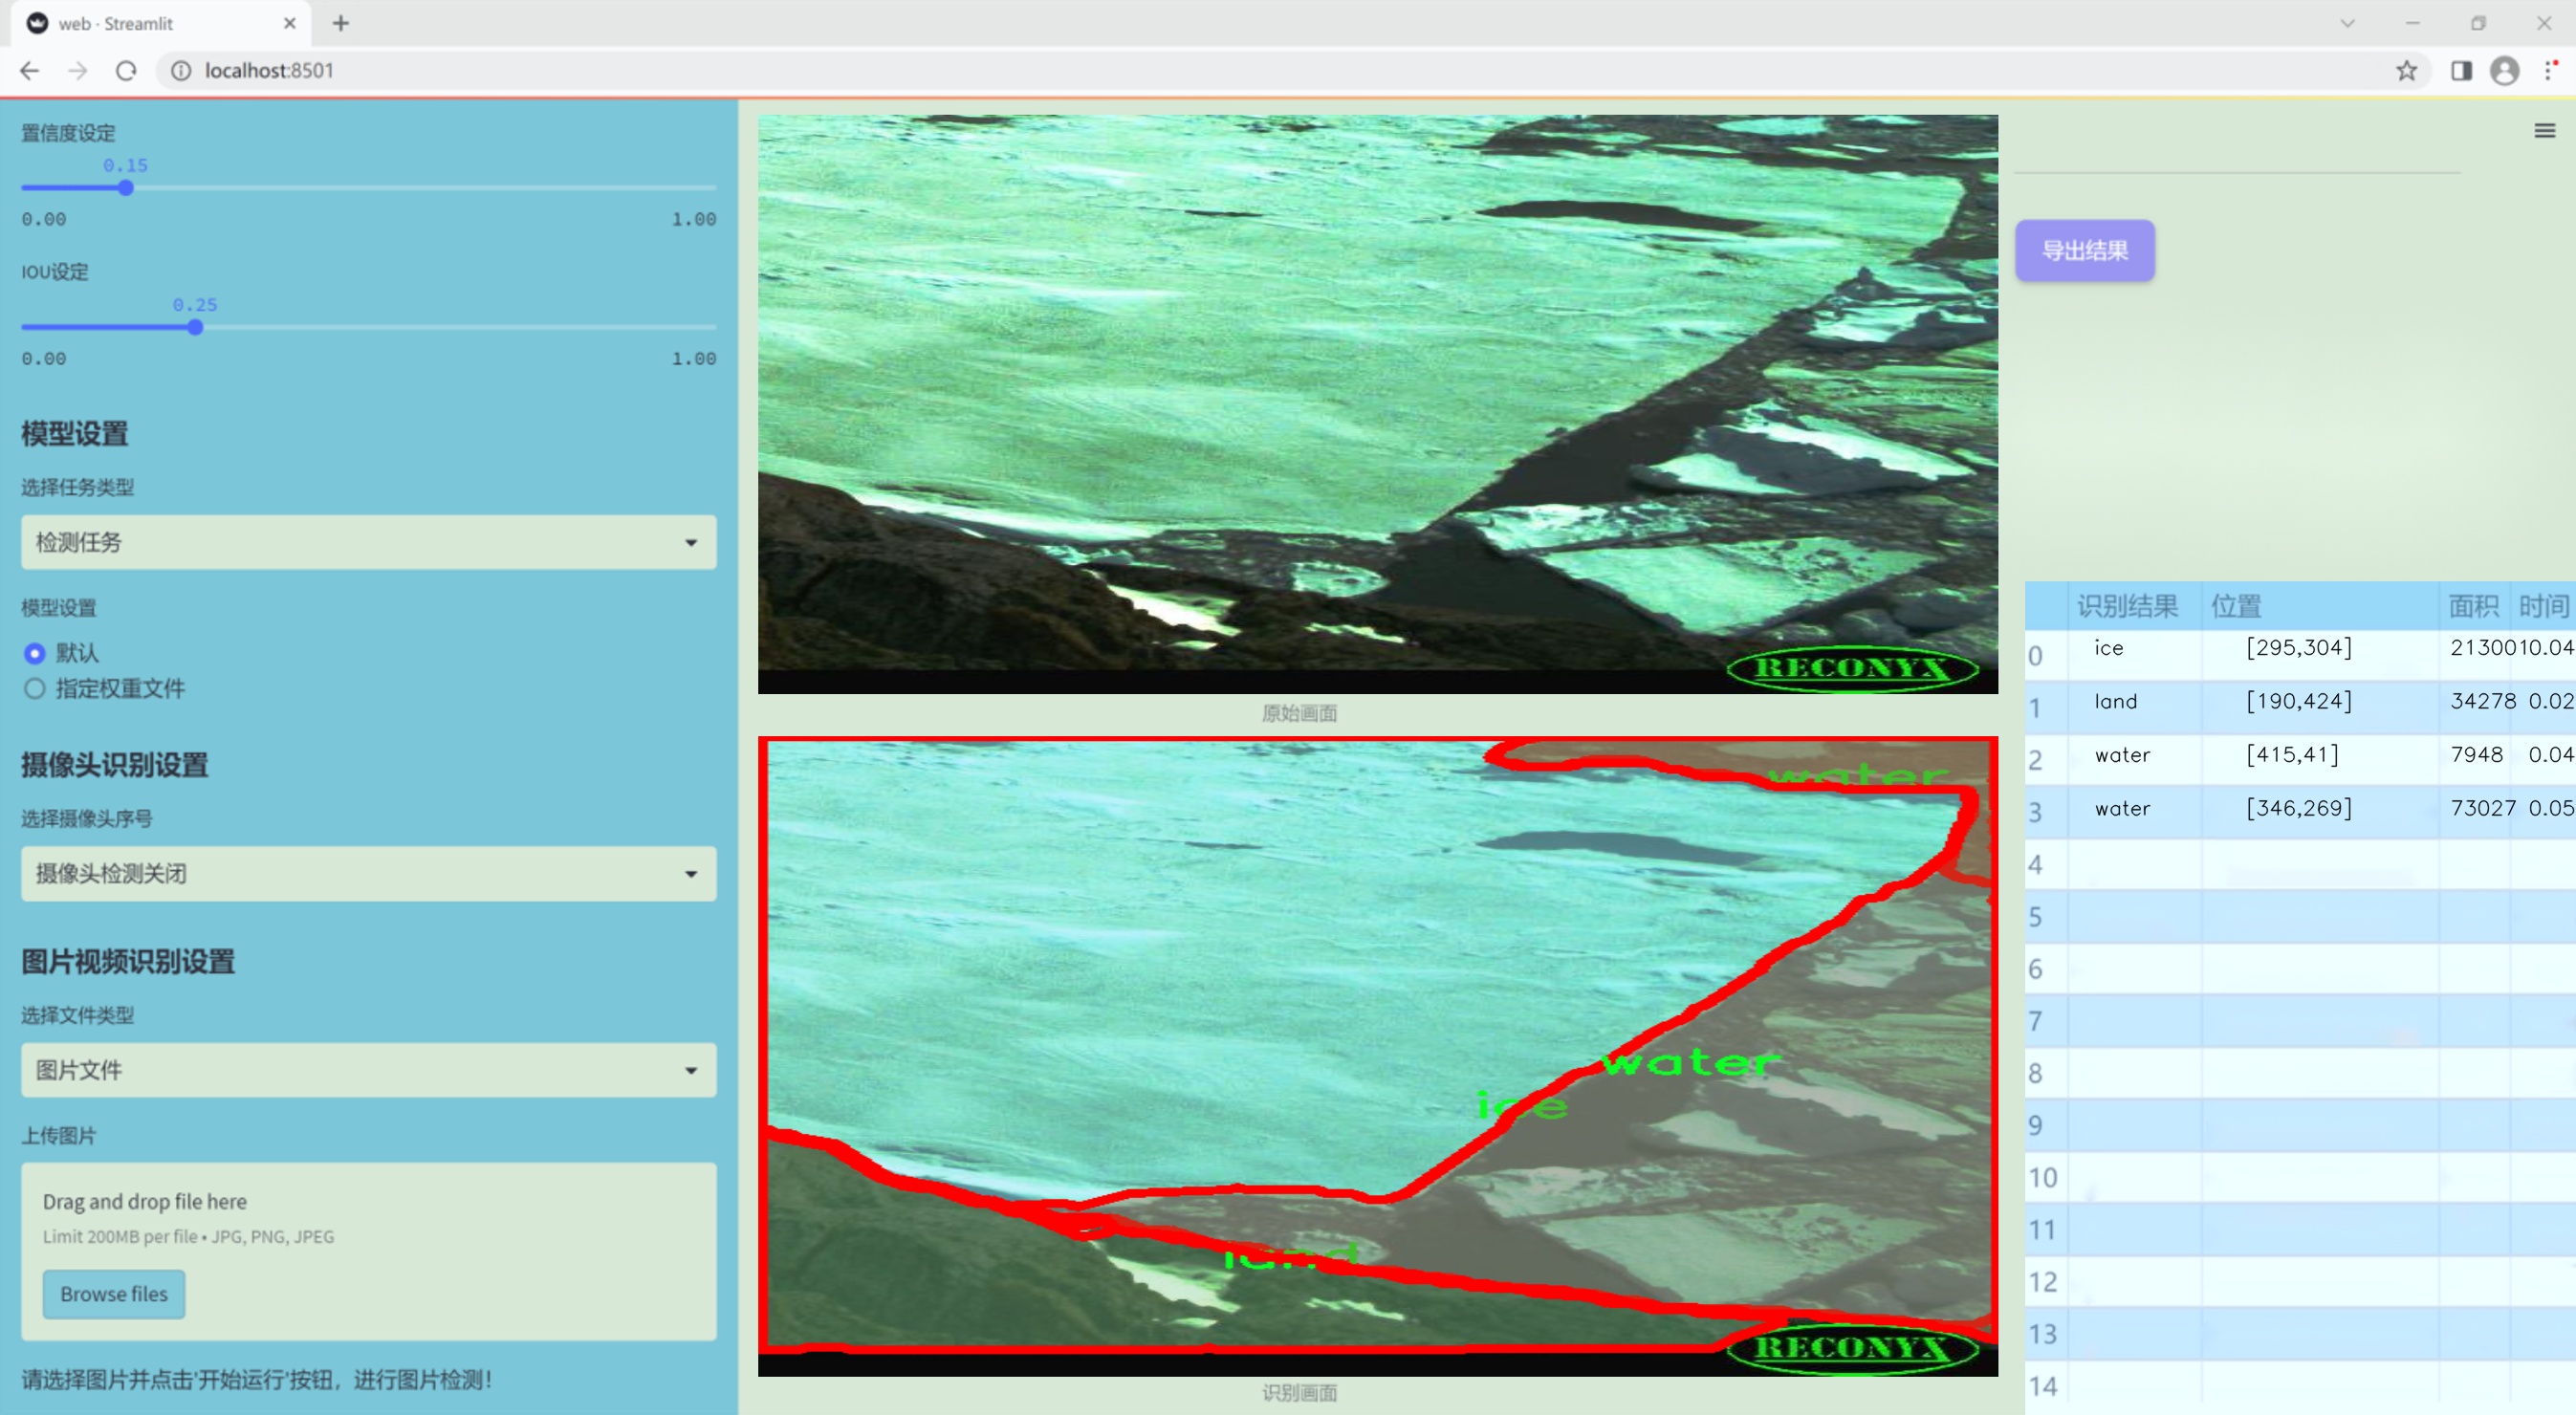 web · Streamlit
localhost:8501
置信度设定
0.15
0.00 1.00
IOU设定
0.25
0.00 1.00
模型设置
选择任务类型
检测任务
模型设置
默认
指定权重文件
摄像头识别设置
选择摄像头序号
摄像头检测关闭
图片视频识别设置
选择文件类型
图片文件
上传图片
Drag and drop file here
Limit 200MB per file • JPG, PNG, JPEG
Browse files
请选择图片并点击'开始运行'按钮，进行图片检测！
RECONYX
原始画面
water
water
ice
land
RECONYX
识别画面
导出结果
识别结果 位置 面积 时间
0 ice [295,304] 2130010.04
1 land [190,424] 34278 0.02
2 water [415,41] 7948 0.04
3 water [346,269] 73027 0.05
4
5
6
7
8
9
10
11
12
13
14